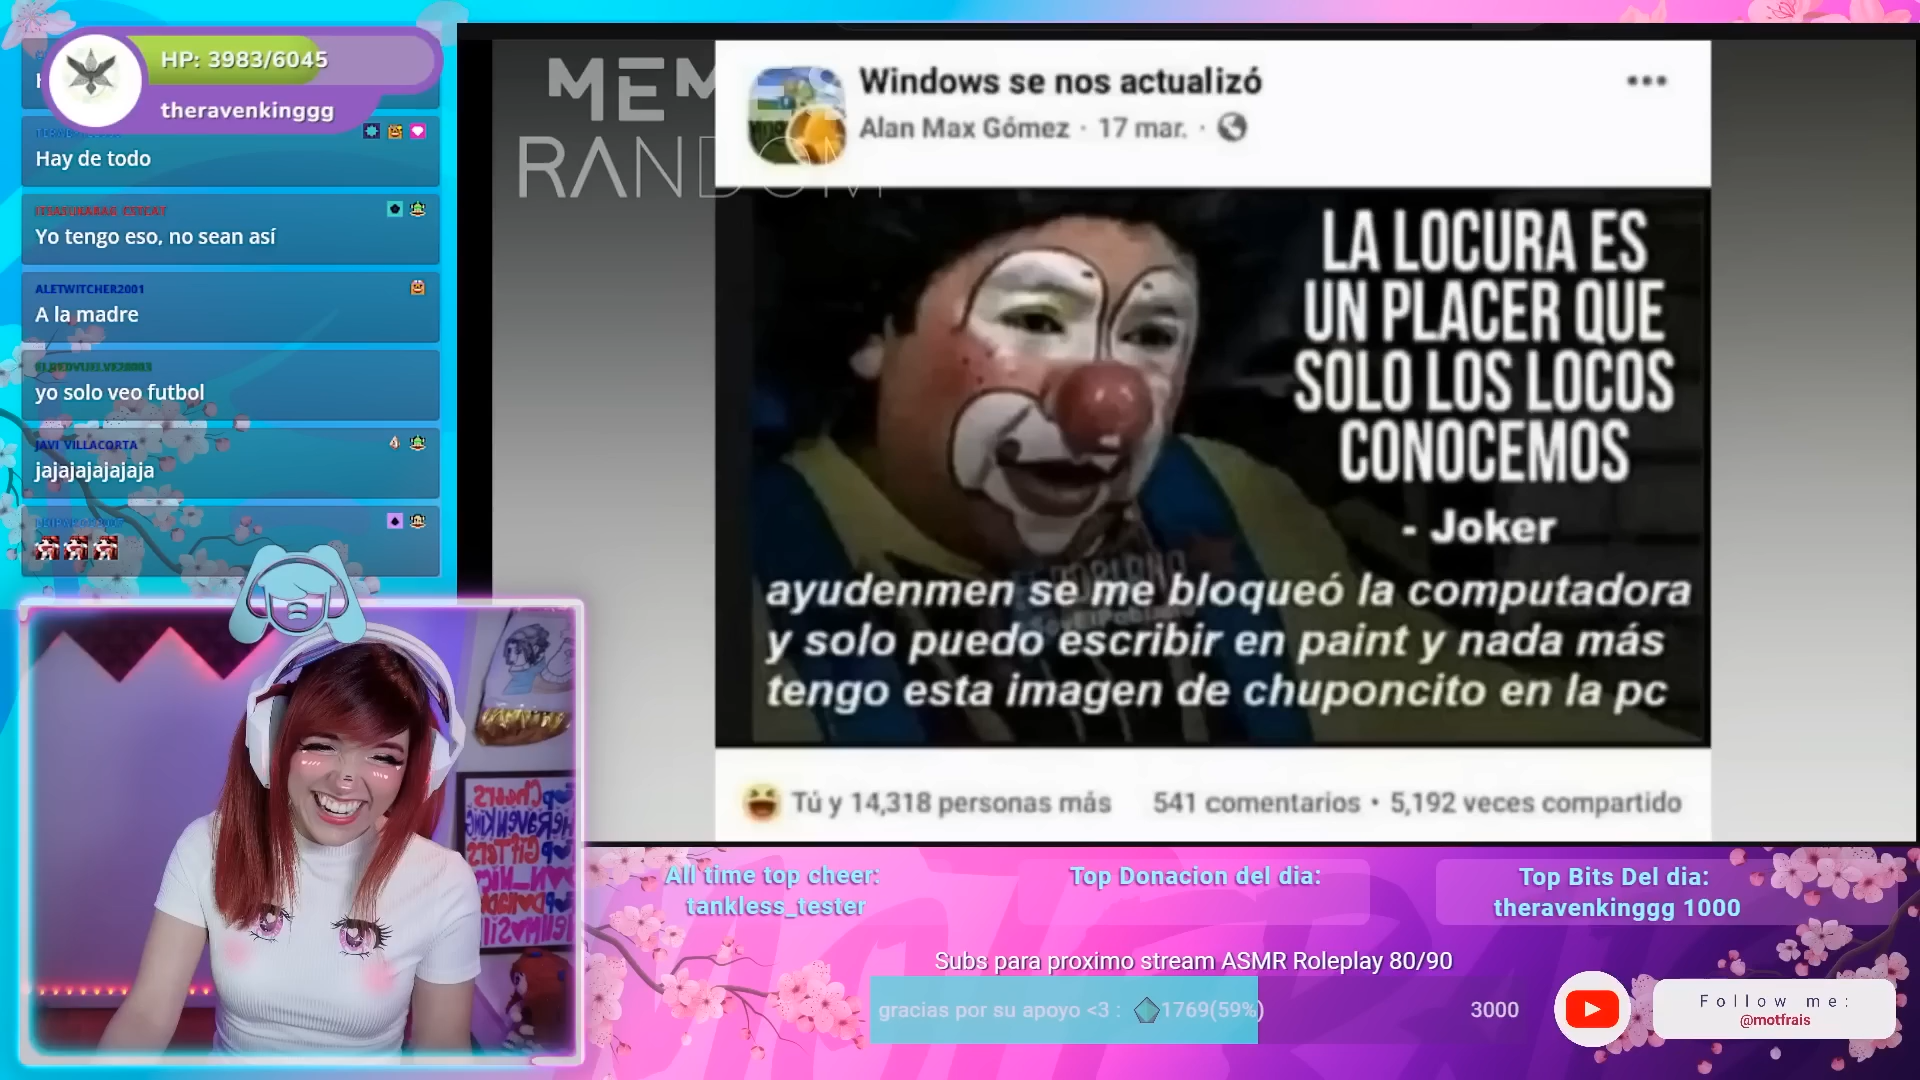 HP: 3983/6045
theravenkinggg
Hay de todo
Yo tengo eso, no sean así
ALETWITCHER2001
A la madre
yo solo veo futbol
JAVI VILLACORTA
jajajajajajaja
RANDOM
Windows se nos actualizó
Alan Max Gómez · 17 mar. ·
LA LOCURA ES
UN PLACER QUE
SOLO LOS LOCOS
CONOCEMOS
- Joker
ayudenmen se me bloqueó la computadora
y solo puedo escribir en paint y nada más
tengo esta imagen de chuponcito en la pc
Tú y 14,318 personas más 541 comentarios • 5,192 veces compartido
All time top cheer:
tankless_tester
Top Donacion del dia:
Top Bits Del dia:
theravenkinggg 1000
Subs para proximo stream ASMR Roleplay 80/90
gracias por su apoyo <3 : 1769(59%) 3000
Follow me:
@motfrais